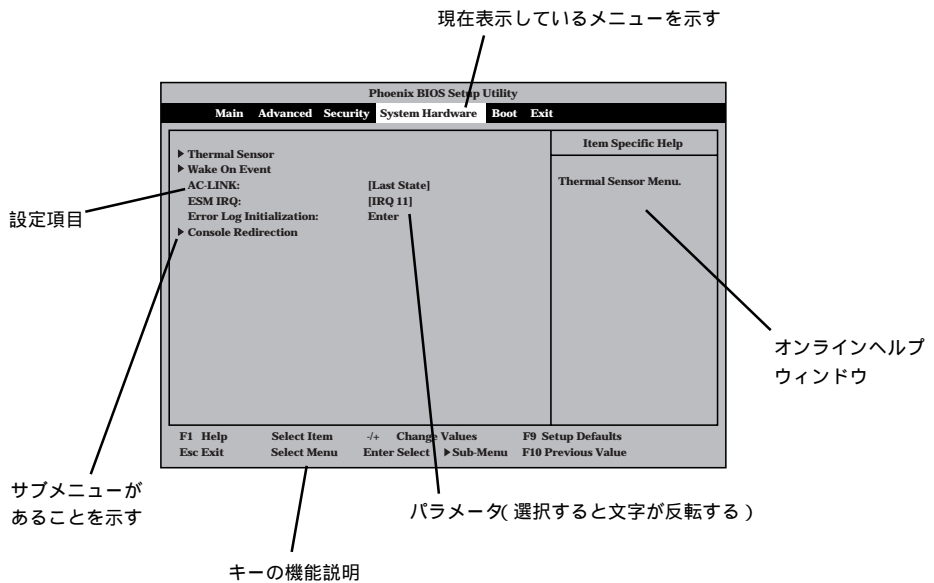 現在表示しているメニューを示す
Phoenix BIOS Setup Utility
Main Advanced Security System Hardware Boot Exit
Item Specific Help
Thermal Sensor
Wake On Event
AC-LINK: [Last State]
ESM IRQ: [IRQ 11]
Error Log Initialization: Enter
Console Redirection
Thermal Sensor Menu.
設定項目
オンラインヘルプ
ウィンドウ
F1 Help Select Item -/+ Change Values F9 Setup Defaults
Esc Exit Select Menu Enter Select ▶Sub-Menu F10 Previous Value
サブメニューが
あることを示す
パラメータ(選択すると文字が反転する)
キーの機能説明